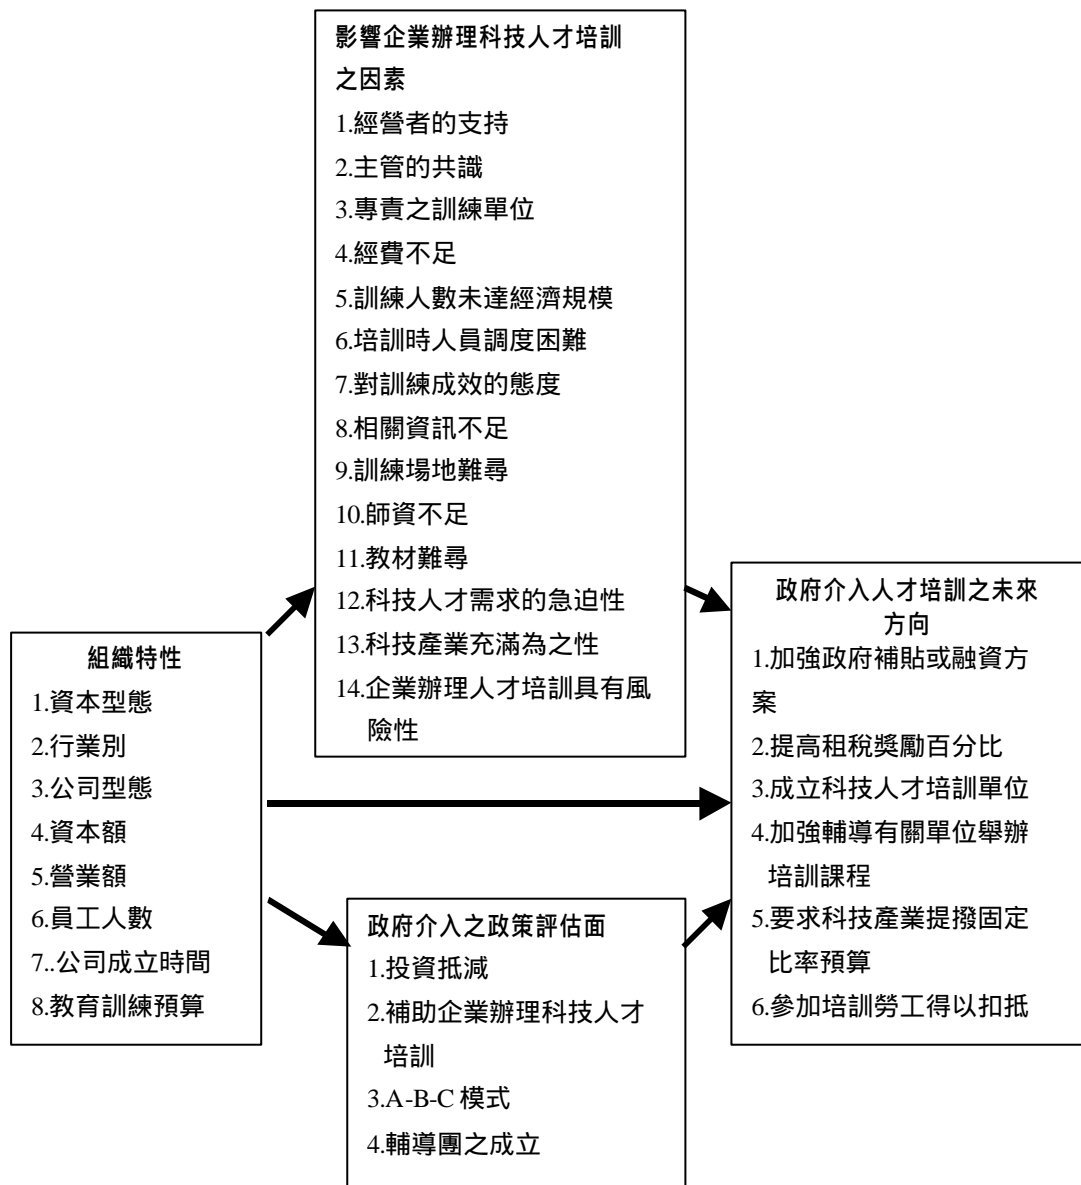 影響企業辦理科技人才培訓
之因素
1.經營者的支持
2.主管的共識
3.專責之訓練單位
4.經費不足
5.訓練人數未達經濟規模
6.培訓時人員調度困難
7.對訓練成效的態度
8.相關資訊不足
9.訓練場地難尋
10.師資不足
11.教材難尋
12.科技人才需求的急迫性
13.科技產業充滿為之性
14.企業辦理人才培訓具有風
險性
組織特性
1.資本型態
2.行業別
3.公司型態
4.資本額
5.營業額
6.員工人數
7..公司成立時間
8.教育訓練預算
政府介入之政策評估面
1.投資抵減
2.補助企業辦理科技人才
培訓
3.A-B-C 模式
4.輔導團之成立
政府介入人才培訓之未來
方向
1.加強政府補貼或融資方
案
2.提高租稅獎勵百分比
3.成立科技人才培訓單位
4.加強輔導有關單位舉辦
培訓課程
5.要求科技產業提撥固定
比率預算
6.參加培訓勞工得以扣抵